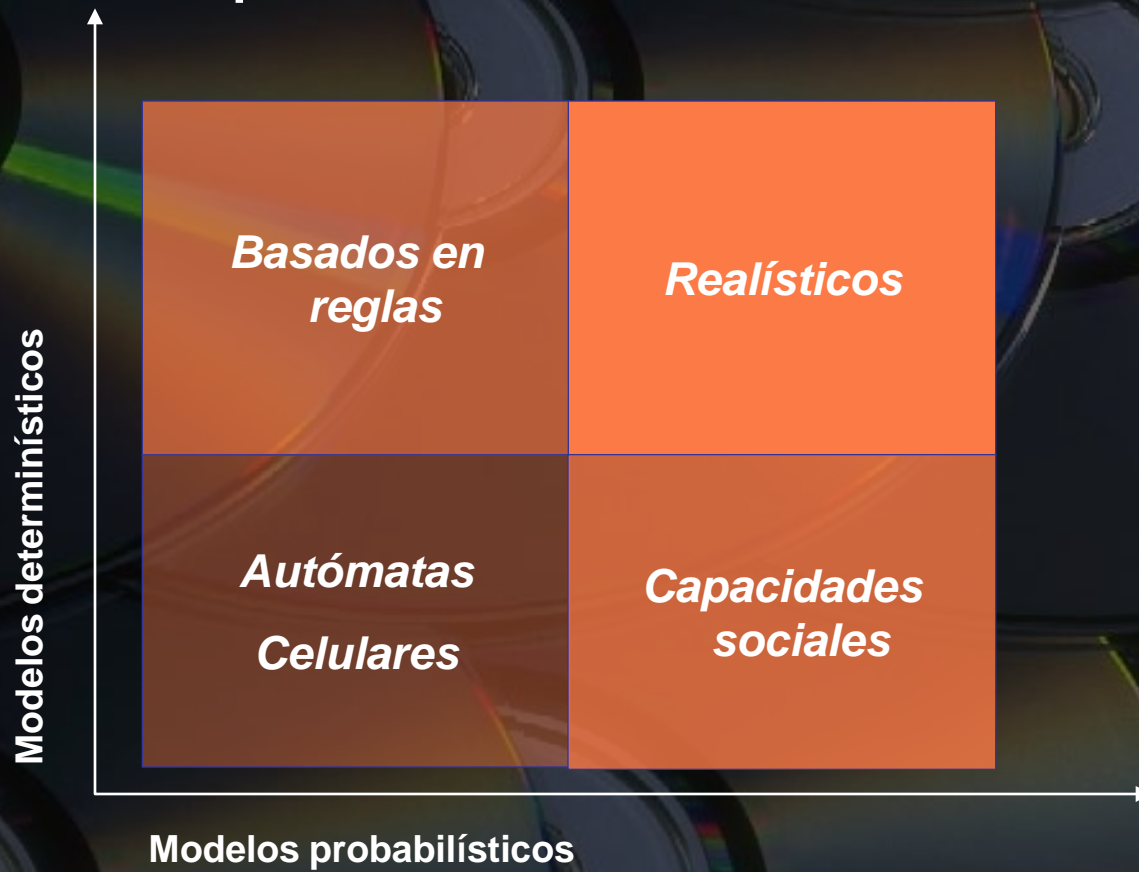 Basados en
reglas
Realísticos
Autómatas
Celulares
Capacidades
sociales
Modelos determinísticos
Modelos probabilísticos